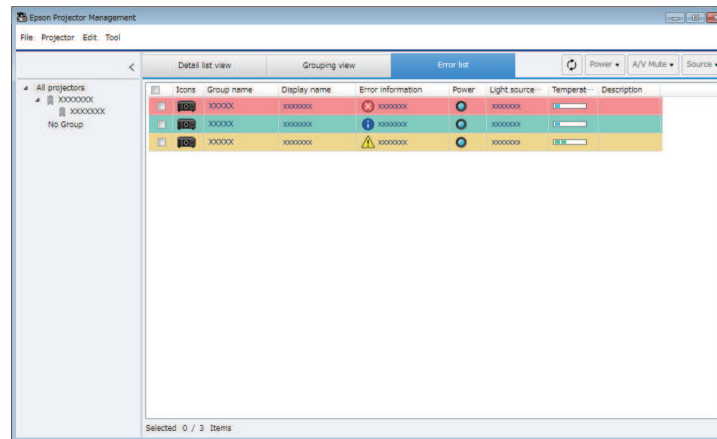 Epson Projector Management
File Projector Edit Tool
<
Detail list view Grouping view Error list Power A/V Mute Source
All projectors
XXXXXXX
XXXXXXX
No Group
Icons Group name Display name Error information Power Light source··· Temperat··· Description
XXXXX xxxxxxx xxxxxxx xxxxxxx
XXXXX xxxxxxx xxxxxxx xxxxxxx
XXXXX xxxxxxx xxxxxxx xxxxxxx
Selected 0 / 3 Items